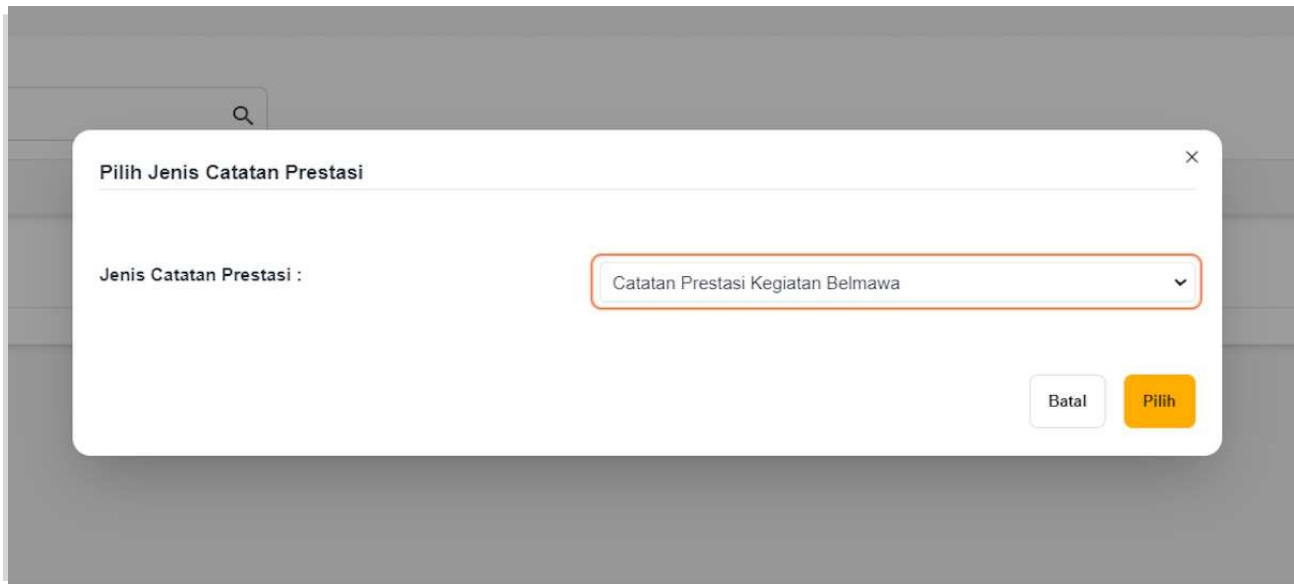 Pilih Jenis Catatan Prestasi
Jenis Catatan Prestasi :
Catatan Prestasi Kegiatan Belmawa
Batal
Pilih